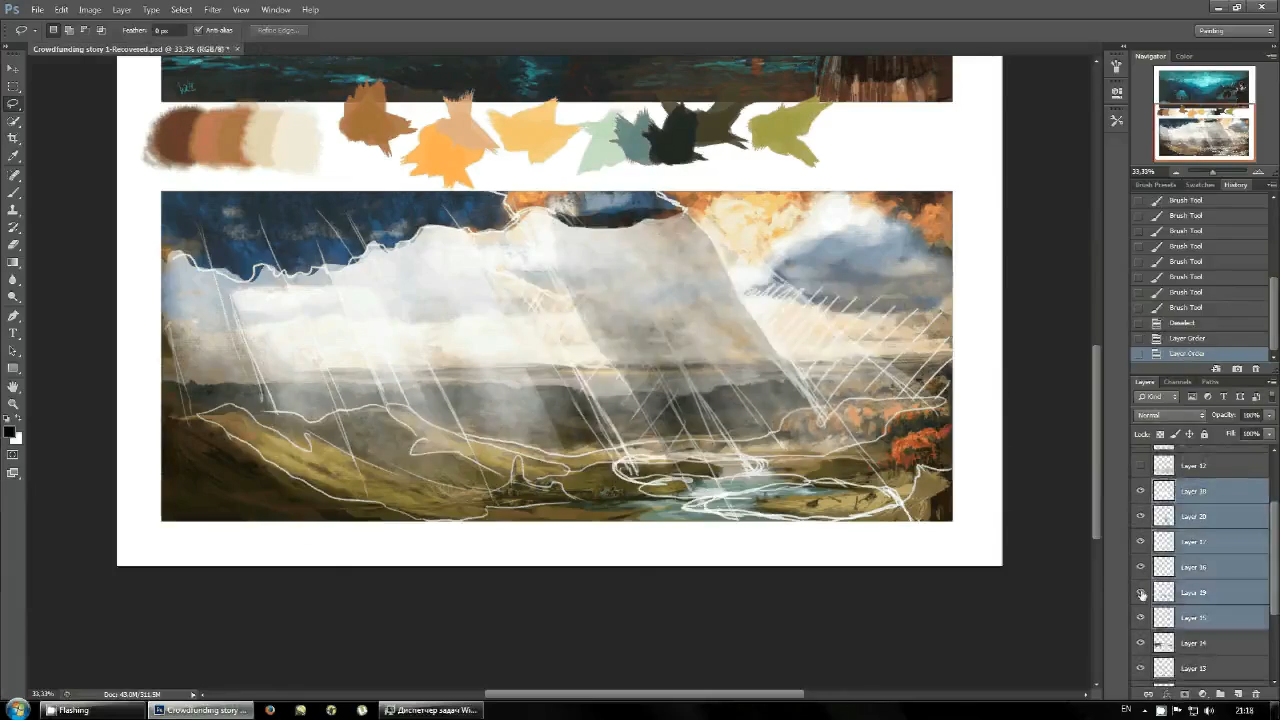 Ps File Edit Image Layer Type Select Filter View Window Help
Feather: 0 px Anti-alias Refine Edge... Painting
Crowdfunding story 1-Recovered.psd @ 33,3% (RGB/8) * ×
Navigator Color
33,33%
Brush Presets Swatches History
Brush Tool
Brush Tool
Brush Tool
Brush Tool
Brush Tool
Brush Tool
Brush Tool
Brush Tool
Deselect
Layer Order
Layer Order
Layers Channels Paths
Kind
Normal Opacity: 100%
Lock: Fill: 100%
Layer 12
Layer 18
Layer 20
Layer 17
Layer 16
Layer 19
Layer 15
Layer 14
Layer 13
33,33% Doc: 43,0M/311,5M
Flashing Crowdfunding story ... Диспетчер задач Wi... EN 21:18